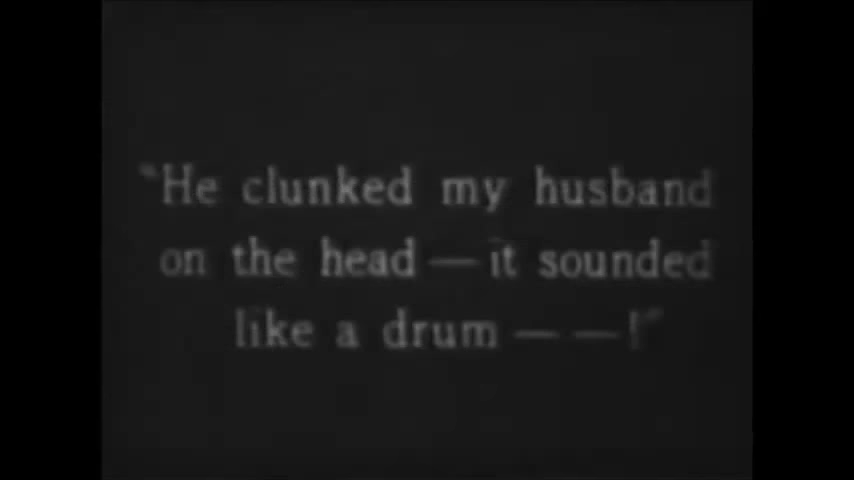 "He clunked my husband
on the head — it sounded
like a drum — — !"